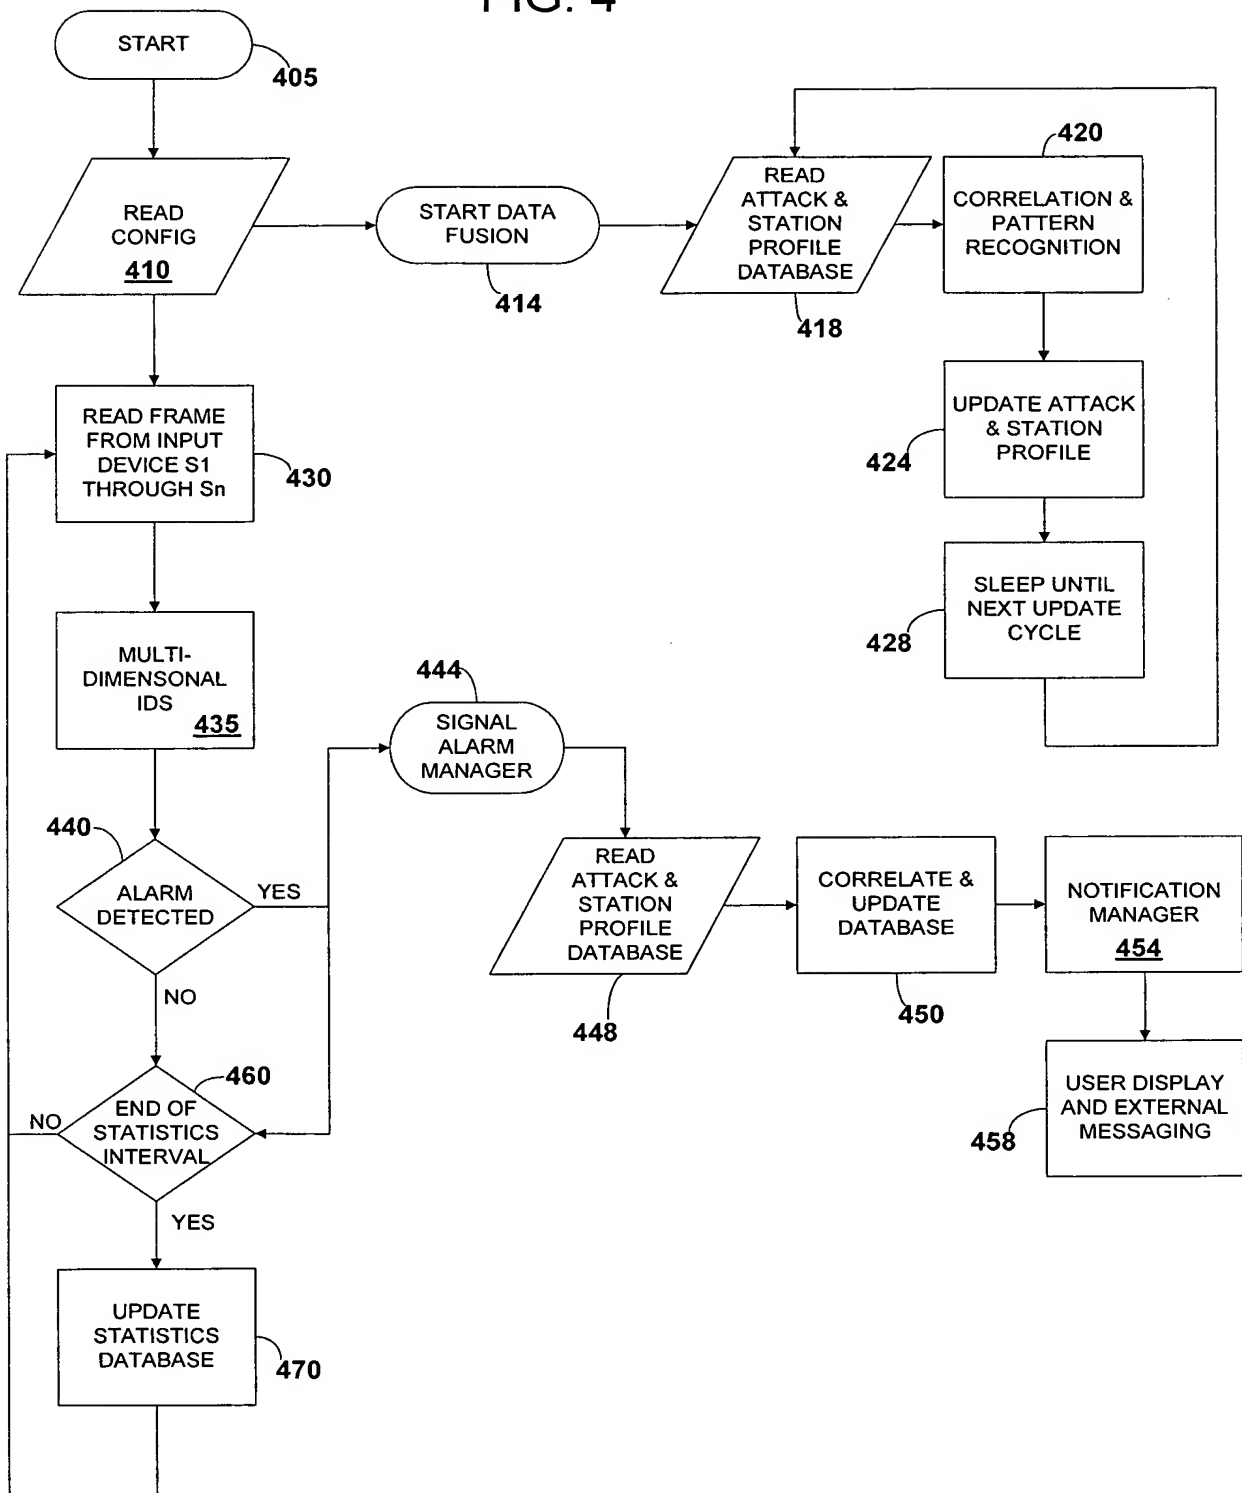 FIG. 4
START
405
READ
CONFIG
410
START DATA
FUSION
414
READ
ATTACK &
STATION
PROFILE
DATABASE
418
420
CORRELATION &
PATTERN
RECOGNITION
UPDATE ATTACK
& STATION
PROFILE
424
SLEEP UNTIL
NEXT UPDATE
CYCLE
428
READ FRAME
FROM INPUT
DEVICE S1
THROUGH Sn
430
MULTI-
DIMENSONAL
IDS
435
440
ALARM
DETECTED
YES
NO
444
SIGNAL
ALARM
MANAGER
READ
ATTACK &
STATION
PROFILE
DATABASE
448
CORRELATE &
UPDATE
DATABASE
450
NOTIFICATION
MANAGER
454
USER DISPLAY
AND EXTERNAL
MESSAGING
458
460
END OF
STATISTICS
INTERVAL
NO
YES
UPDATE
STATISTICS
DATABASE
470